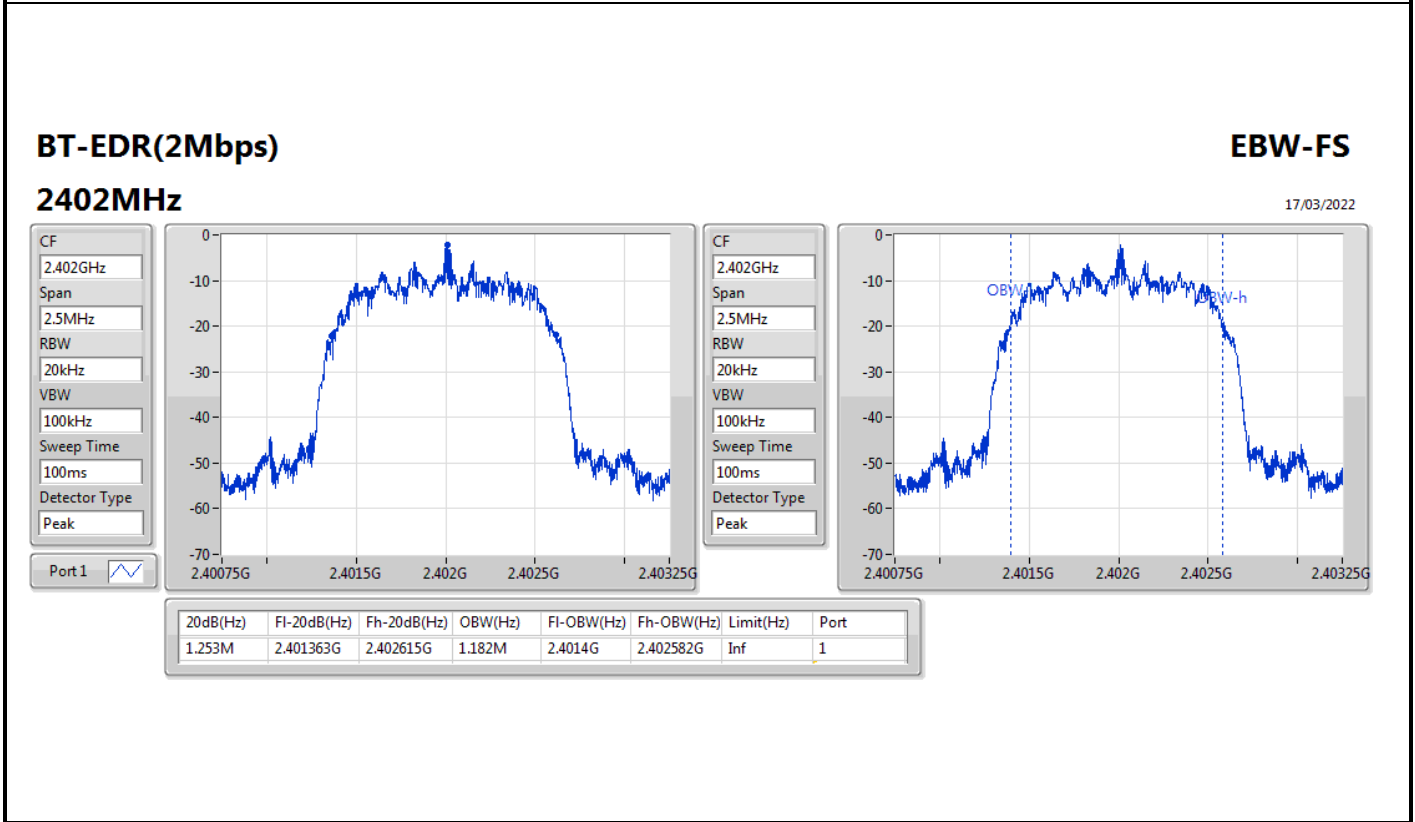 BT-EDR(2Mbps)
EBW-FS
2402MHz
17/03/2022
CF
2.402GHz
Span
2.5MHz
RBW
20kHz
VBW
100kHz
Sweep Time
100ms
Detector Type
Peak
Port 1
0
-10
-20
-30
-40
-50
-60
-70
2.40075G 2.4015G 2.402G 2.4025G 2.40325G
CF
2.402GHz
Span
2.5MHz
RBW
20kHz
VBW
100kHz
Sweep Time
100ms
Detector Type
Peak
0
-10
-20
-30
-40
-50
-60
-70
OBW-h
2.40075G 2.4015G 2.402G 2.4025G 2.40325G
20dB(Hz) Fl-20dB(Hz) Fh-20dB(Hz) OBW(Hz) Fl-OBW(Hz) Fh-OBW(Hz) Limit(Hz) Port
1.253M 2.401363G 2.402615G 1.182M 2.4014G 2.402582G Inf 1